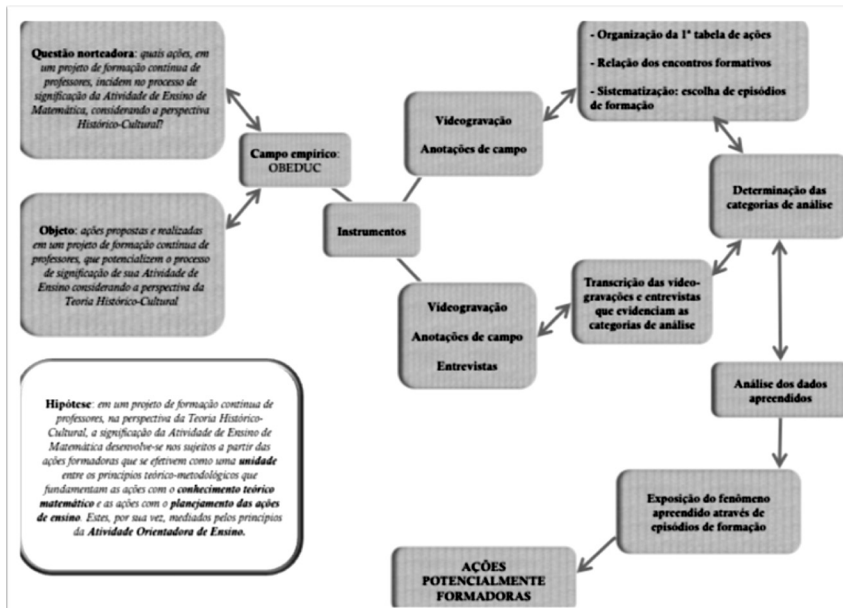 Questão norteadora: quais ações, em
um projeto de formação contínua de
professores, incidem no processo de
significação da Atividade de Ensino de
Matemática, considerando a perspectiva
Histórico-Cultural?
Campo empírico:
OBEDUC
Objeto: ações propostas e realizadas
em um projeto de formação contínua de
professores, que potencializem o processo
de significação de sua Atividade de
Ensino considerando a perspectiva da
Teoria Histórico-Cultural
Hipótese: em um projeto de formação contínua de
professores, na perspectiva da Teoria Histórico-
Cultural, a significação da Atividade de Ensino de
Matemática desenvolve-se nos sujeitos a partir das
ações formadoras que se efetivem como uma unidade
entre os princípios teórico-metodológicos que
fundamentam as ações com o conhecimento teórico
matemático e as ações com o planejamento das ações
de ensino. Estes, por sua vez, mediados pelos princípios
da Atividade Orientadora de Ensino.
Instrumentos
Videogravação
Anotações de campo
- Organização da 1ª tabela de ações
- Relação dos encontros formativos
- Sistematização: escolha de episódios
de formação
Determinação das
categorias de análise
Videogravação
Anotações de campo
Entrevistas
Transcrição das vídeo-
gravações e entrevistas
que evidenciam as
categorias de análise
Análise dos dados
apreendidos
Exposição do fenômeno
apreendido através de
episódios de formação
AÇÕES
POTENCIALMENTE
FORMADORAS